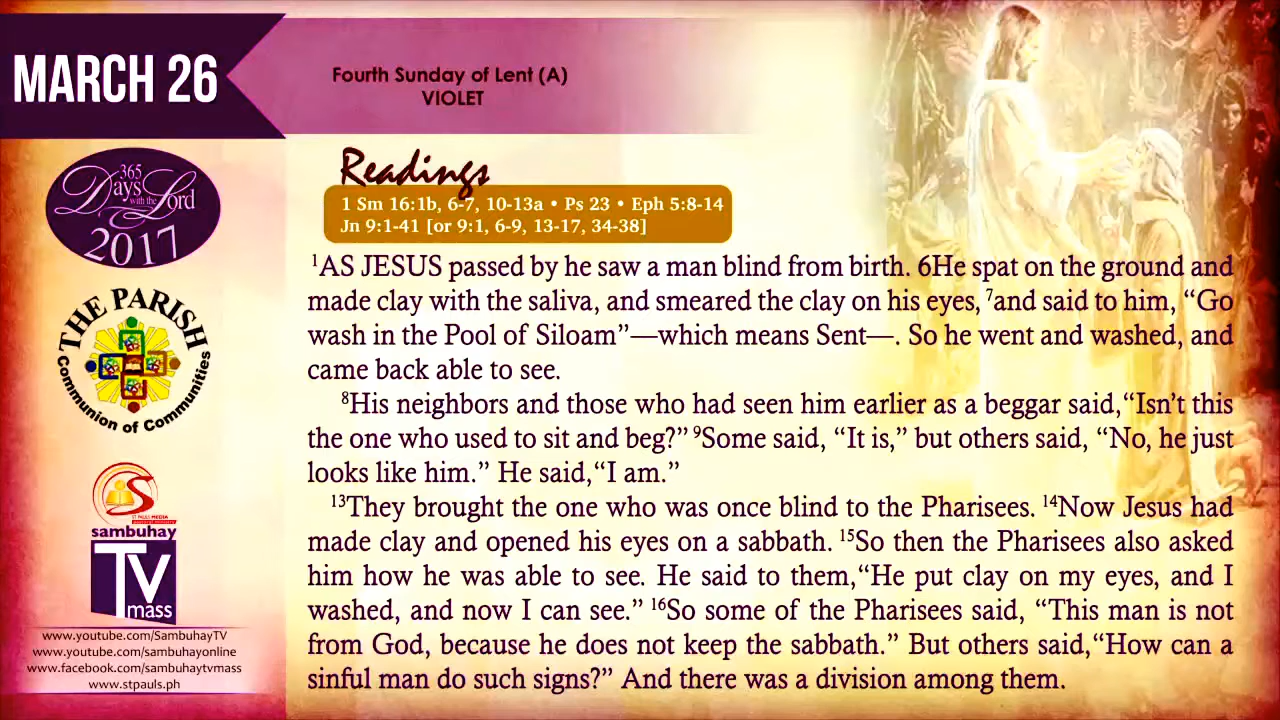 MARCH 26
Fourth Sunday of Lent (A)
VIOLET
365
Days
with the
Lord
2017
THE PARISH
Communion of Communities
ST PAULS MEDIA
sambuhay
TV
mass
www.youtube.com/SambuhayTV
www.youtube.com/sambuhayonline
www.facebook.com/sambuhaytvmass
www.stpauls.ph
Readings
1 Sm 16:1b, 6-7, 10-13a • Ps 23 • Eph 5:8-14
Jn 9:1-41 [or 9:1, 6-9, 13-17, 34-38]
¹AS JESUS passed by he saw a man blind from birth. 6He spat on the ground and
made clay with the saliva, and smeared the clay on his eyes, ⁷and said to him, “Go
wash in the Pool of Siloam”—which means Sent—. So he went and washed, and
came back able to see.
⁸His neighbors and those who had seen him earlier as a beggar said,“Isn’t this
the one who used to sit and beg?” ⁹Some said, “It is,” but others said, “No, he just
looks like him.” He said,“I am.”
¹³They brought the one who was once blind to the Pharisees. ¹⁴Now Jesus had
made clay and opened his eyes on a sabbath. ¹⁵So then the Pharisees also asked
him how he was able to see. He said to them,“He put clay on my eyes, and I
washed, and now I can see.” ¹⁶So some of the Pharisees said, “This man is not
from God, because he does not keep the sabbath.” But others said,“How can a
sinful man do such signs?” And there was a division among them.